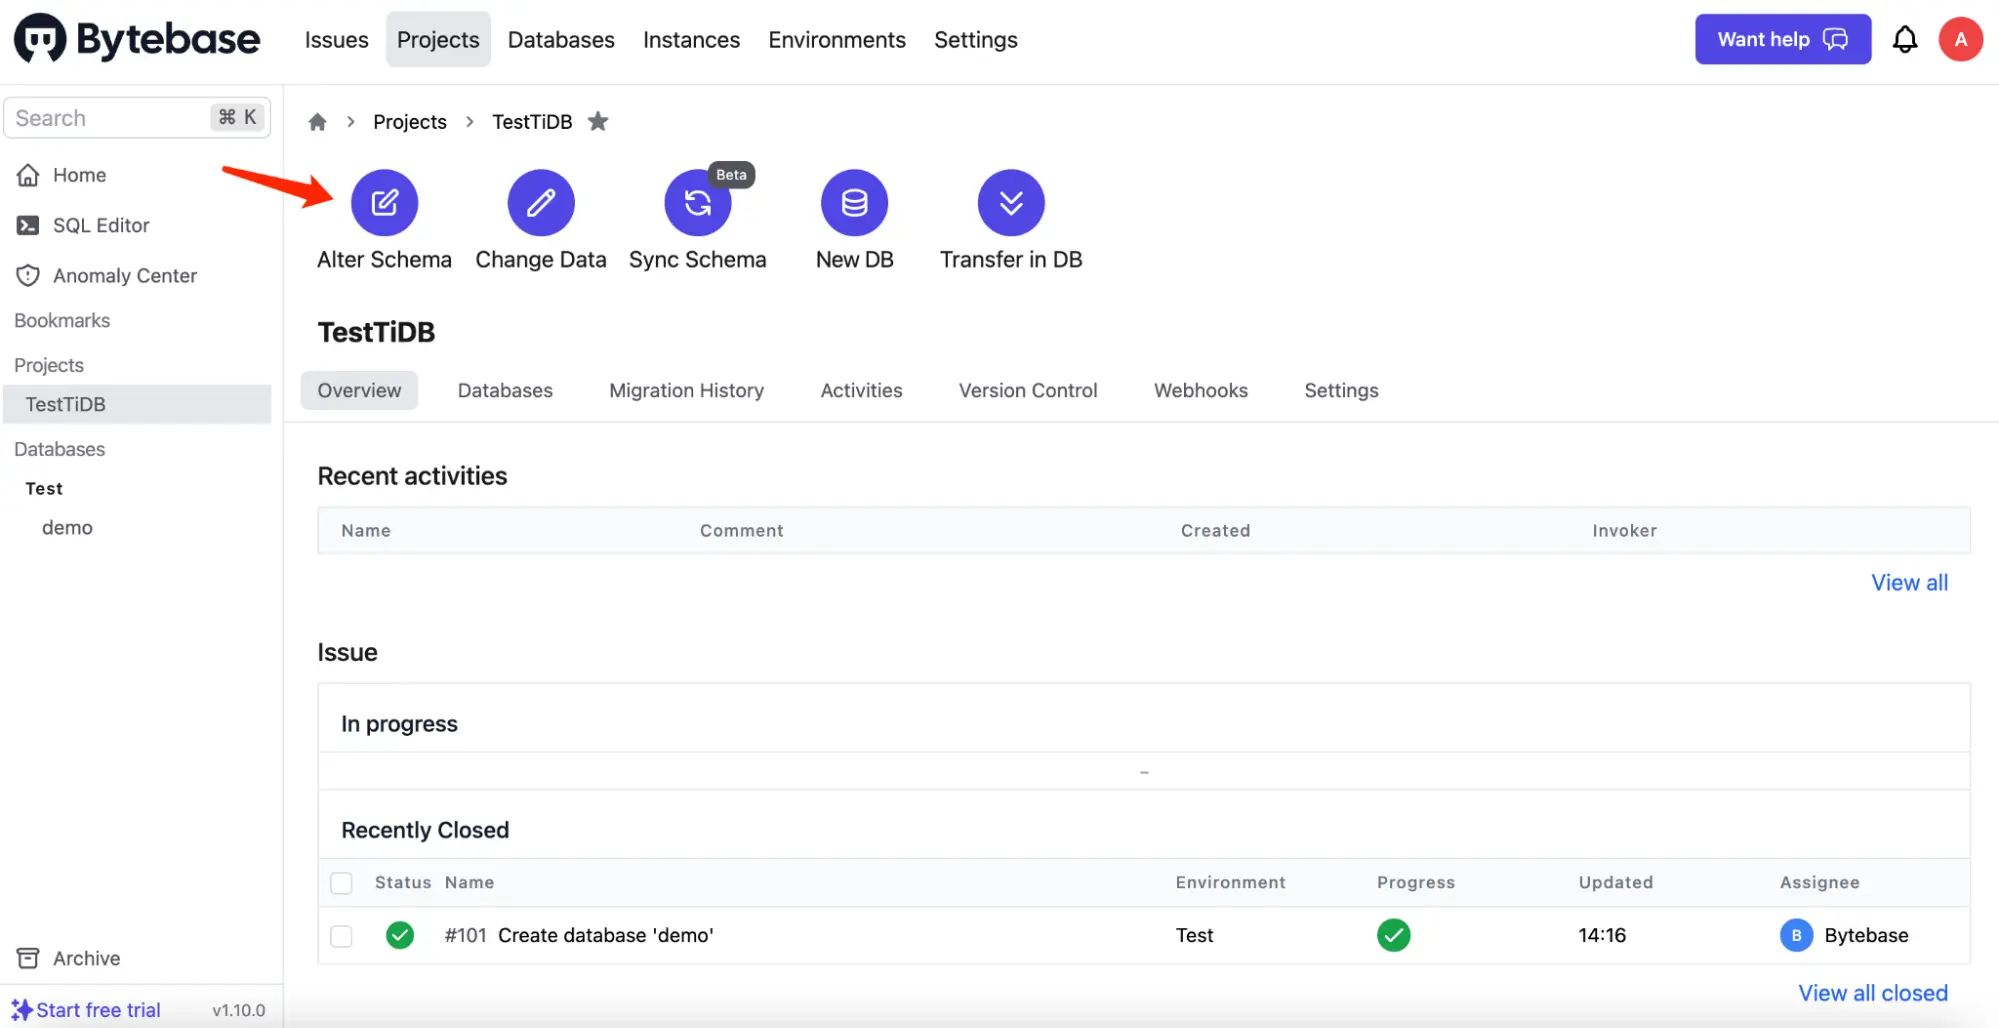 Bytebase Issues Projects Databases Instances Environments Settings Want help A
Search ⌘ K
Projects > TestTiDB
Home
SQL Editor
Anomaly Center
Bookmarks
Projects
TestTiDB
Databases
Test
demo
Archive
Start free trial v1.10.0
Beta
Alter Schema Change Data Sync Schema New DB Transfer in DB
TestTiDB
Overview Databases Migration History Activities Version Control Webhooks Settings
Recent activities
Name Comment Created Invoker
View all
Issue
In progress
–
Recently Closed
Status Name Environment Progress Updated Assignee
#101 Create database 'demo' Test 14:16 B Bytebase
View all closed